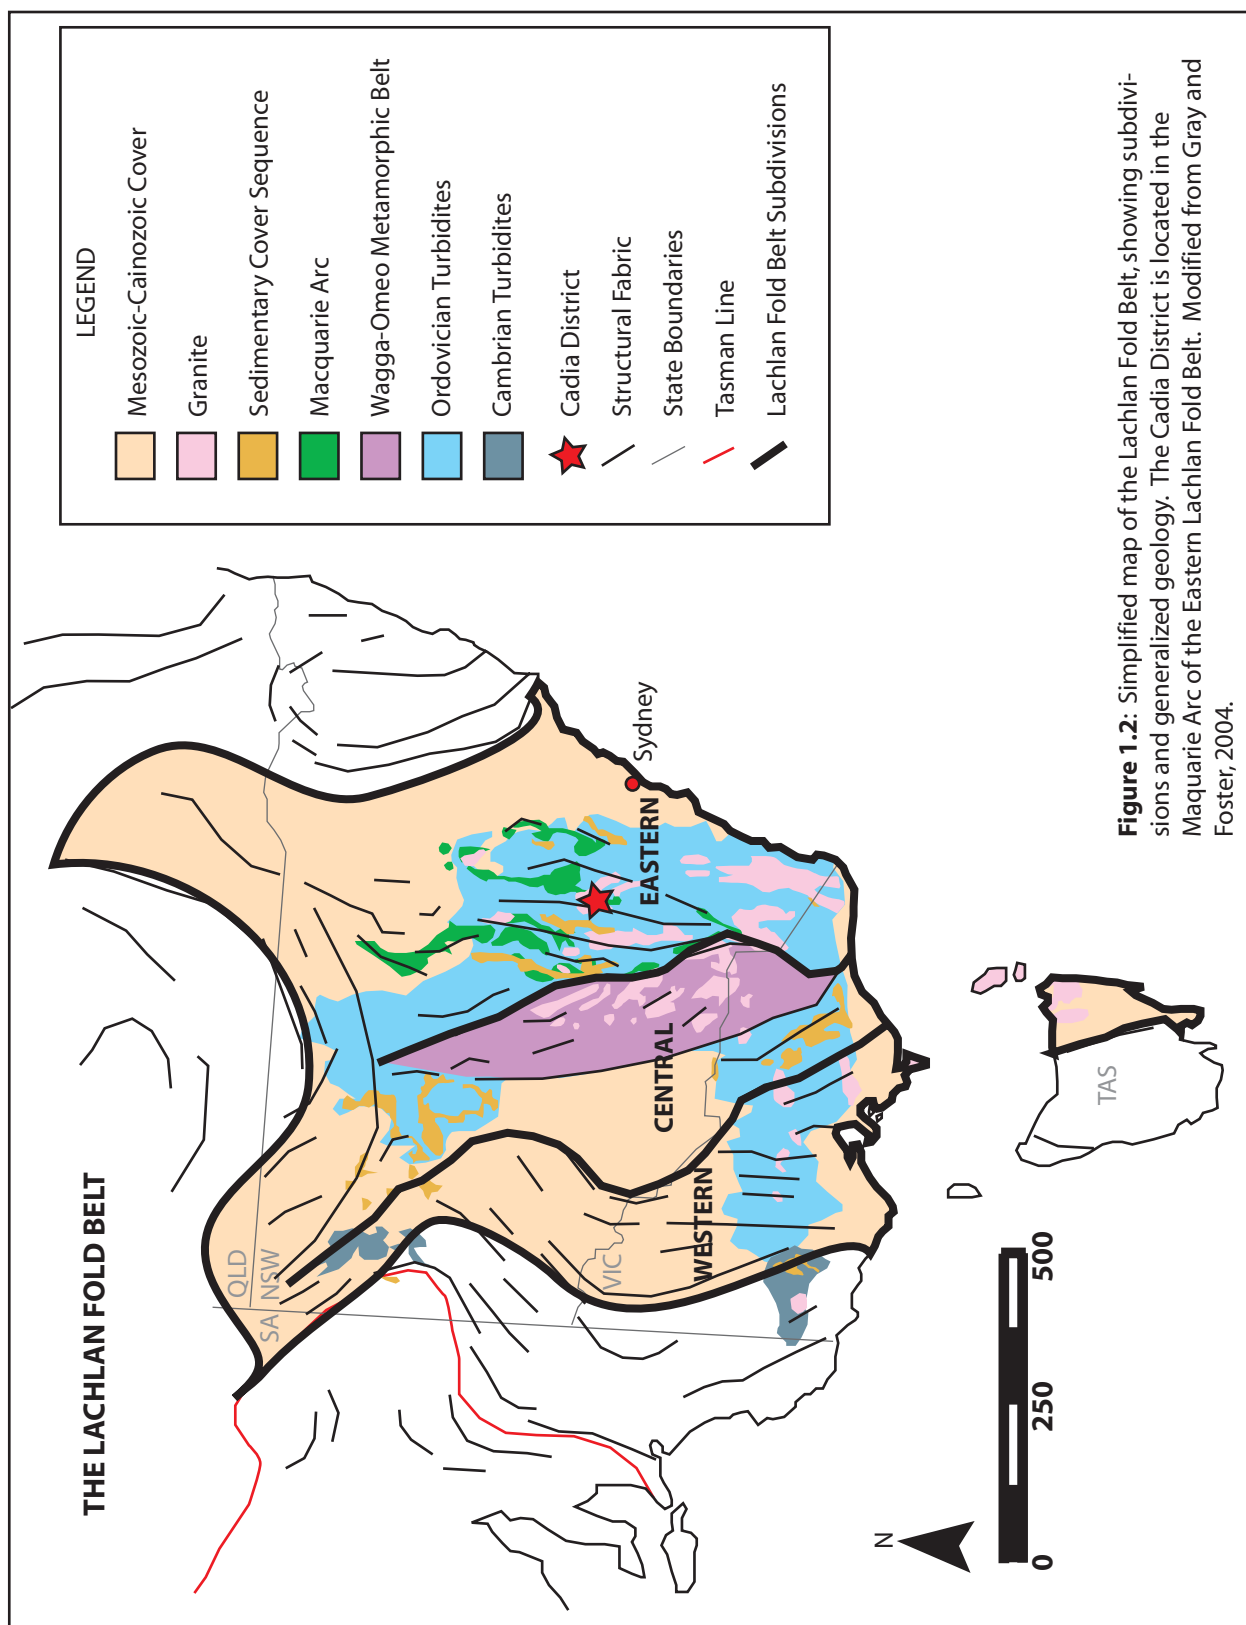 THE LACHLAN FOLD BELT
LEGEND
Mesozoic-Cainozoic Cover
Granite
Sedimentary Cover Sequence
Macquarie Arc
Wagga-Omeo Metamorphic Belt
Ordovician Turbidites
Cambrian Turbidites
Cadia District
Structural Fabric
State Boundaries
Tasman Line
Lachlan Fold Belt Subdivisions
QLD
SA
NSW
VIC
TAS
WESTERN
CENTRAL
EASTERN
Sydney
N
0 250 500
Figure 1.2: Simplified map of the Lachlan Fold Belt, showing subdivi-
sions and generalized geology. The Cadia District is located in the
Maquarie Arc of the Eastern Lachlan Fold Belt. Modified from Gray and
Foster, 2004.